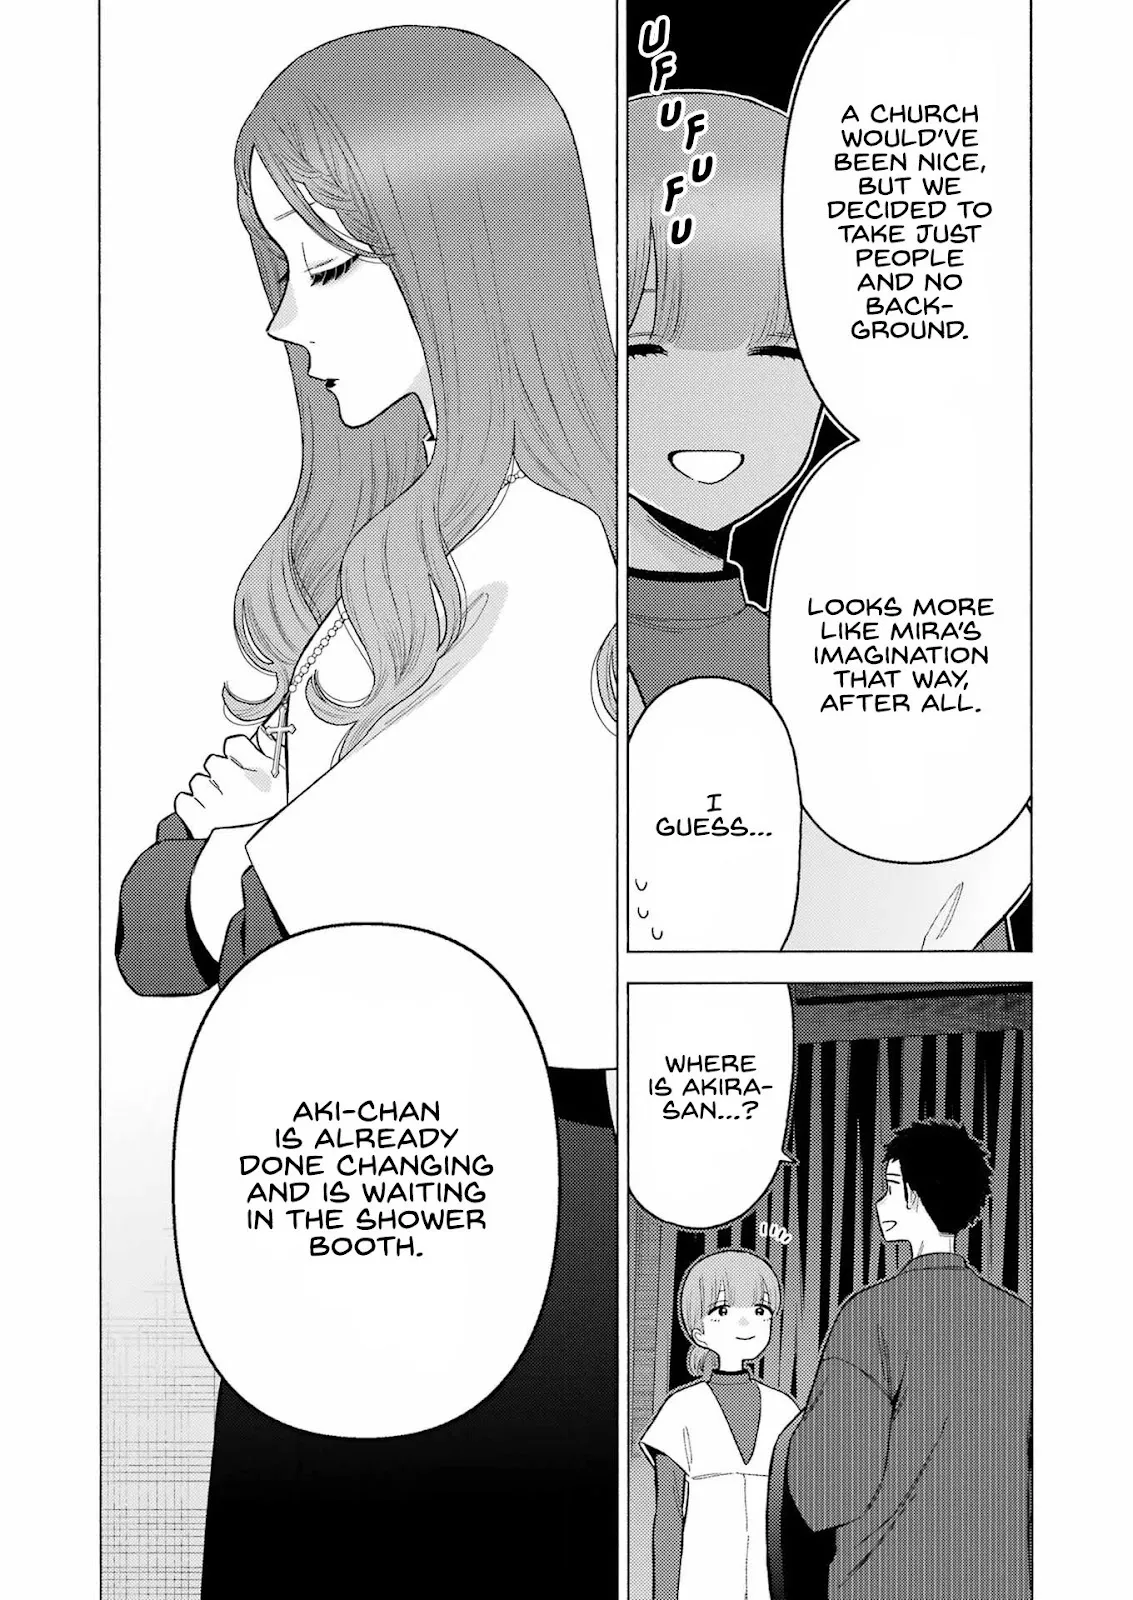 UFUFUFUFU
A CHURCH
WOULD'VE
BEEN NICE,
BUT WE
DECIDED TO
TAKE JUST
PEOPLE
AND NO
BACK-
GROUND.
LOOKS MORE
LIKE MIRA'S
IMAGINATION
THAT WAY,
AFTER ALL.
I
GUESS...
WHERE
IS AKIRA-
SAN...?
AKI-CHAN
IS ALREADY
DONE CHANGING
AND IS WAITING
IN THE SHOWER
BOOTH.